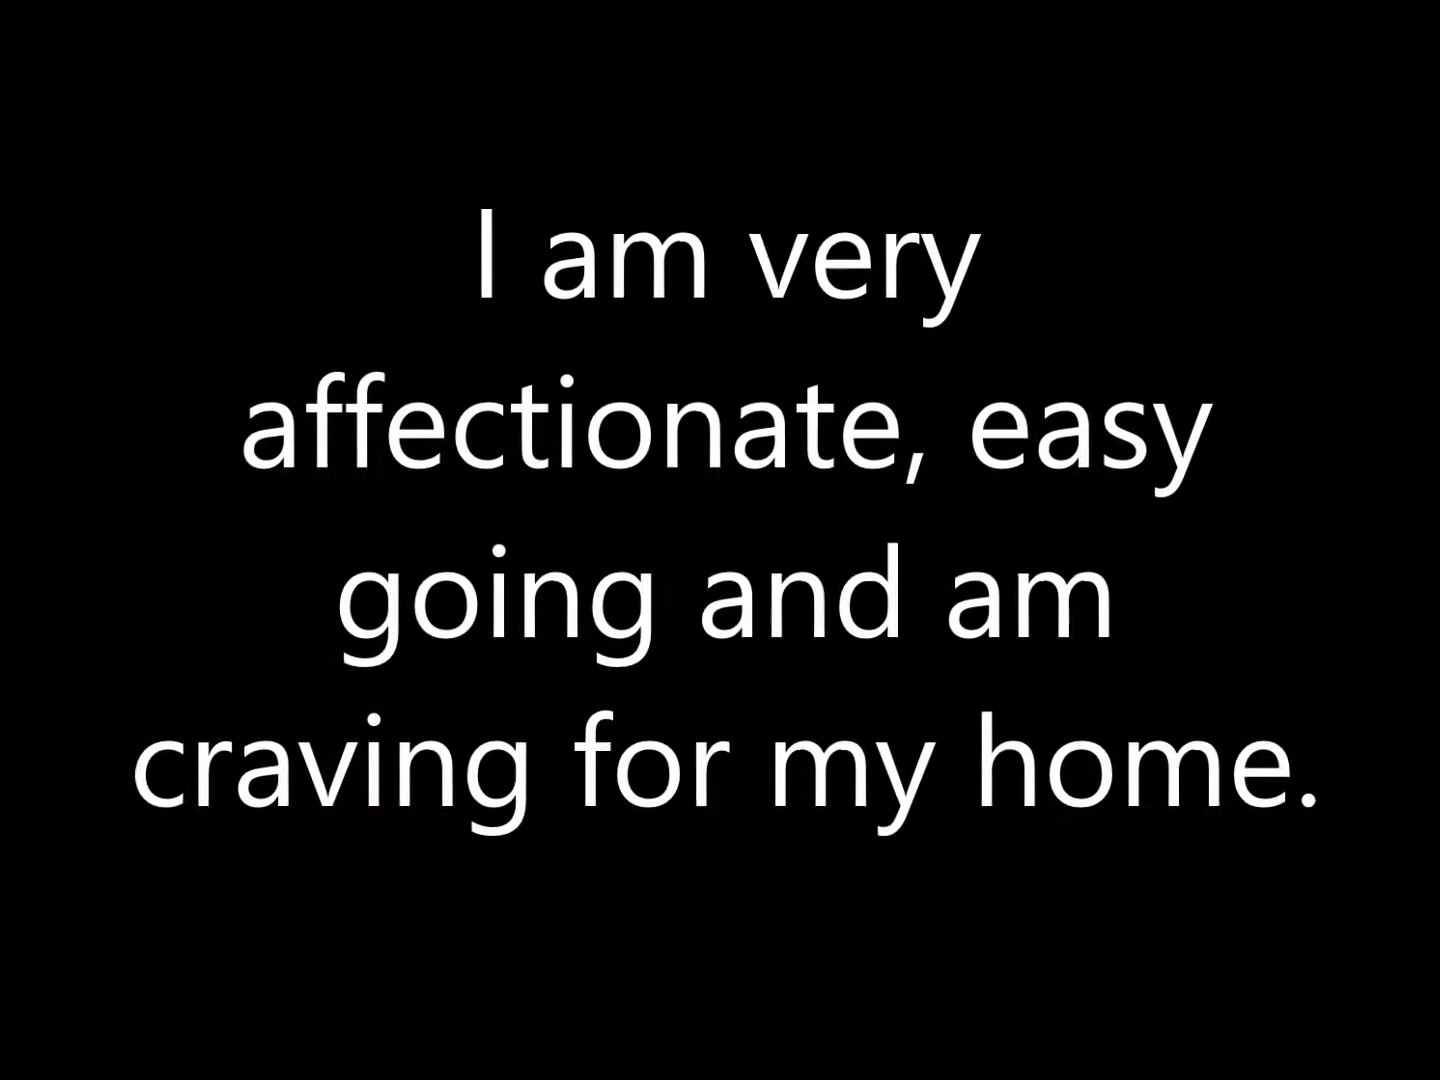 I am very
affectionate, easy
going and am
craving for my home.